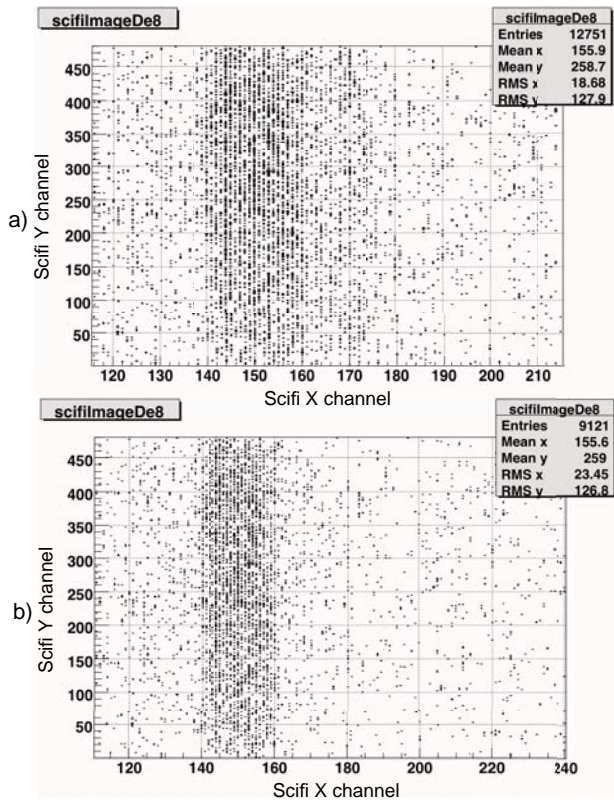 scifiImageDe8
scifiImageDe8
Entries 12751
Mean x 155.9
Mean y 258.7
RMS x 18.68
RMS y 127.9
450
400
350
300
250
200
150
100
50
Scifi Y channel
a)
120 130 140 150 160 170 180 190 200 210
Scifi X channel
scifiImageDe8
scifiImageDe8
Entries 9121
Mean x 155.6
Mean y 259
RMS x 23.45
RMS y 126.8
450
400
350
300
250
200
150
100
50
Scifi Y channel
b)
120 140 160 180 200 220 240
Scifi X channel